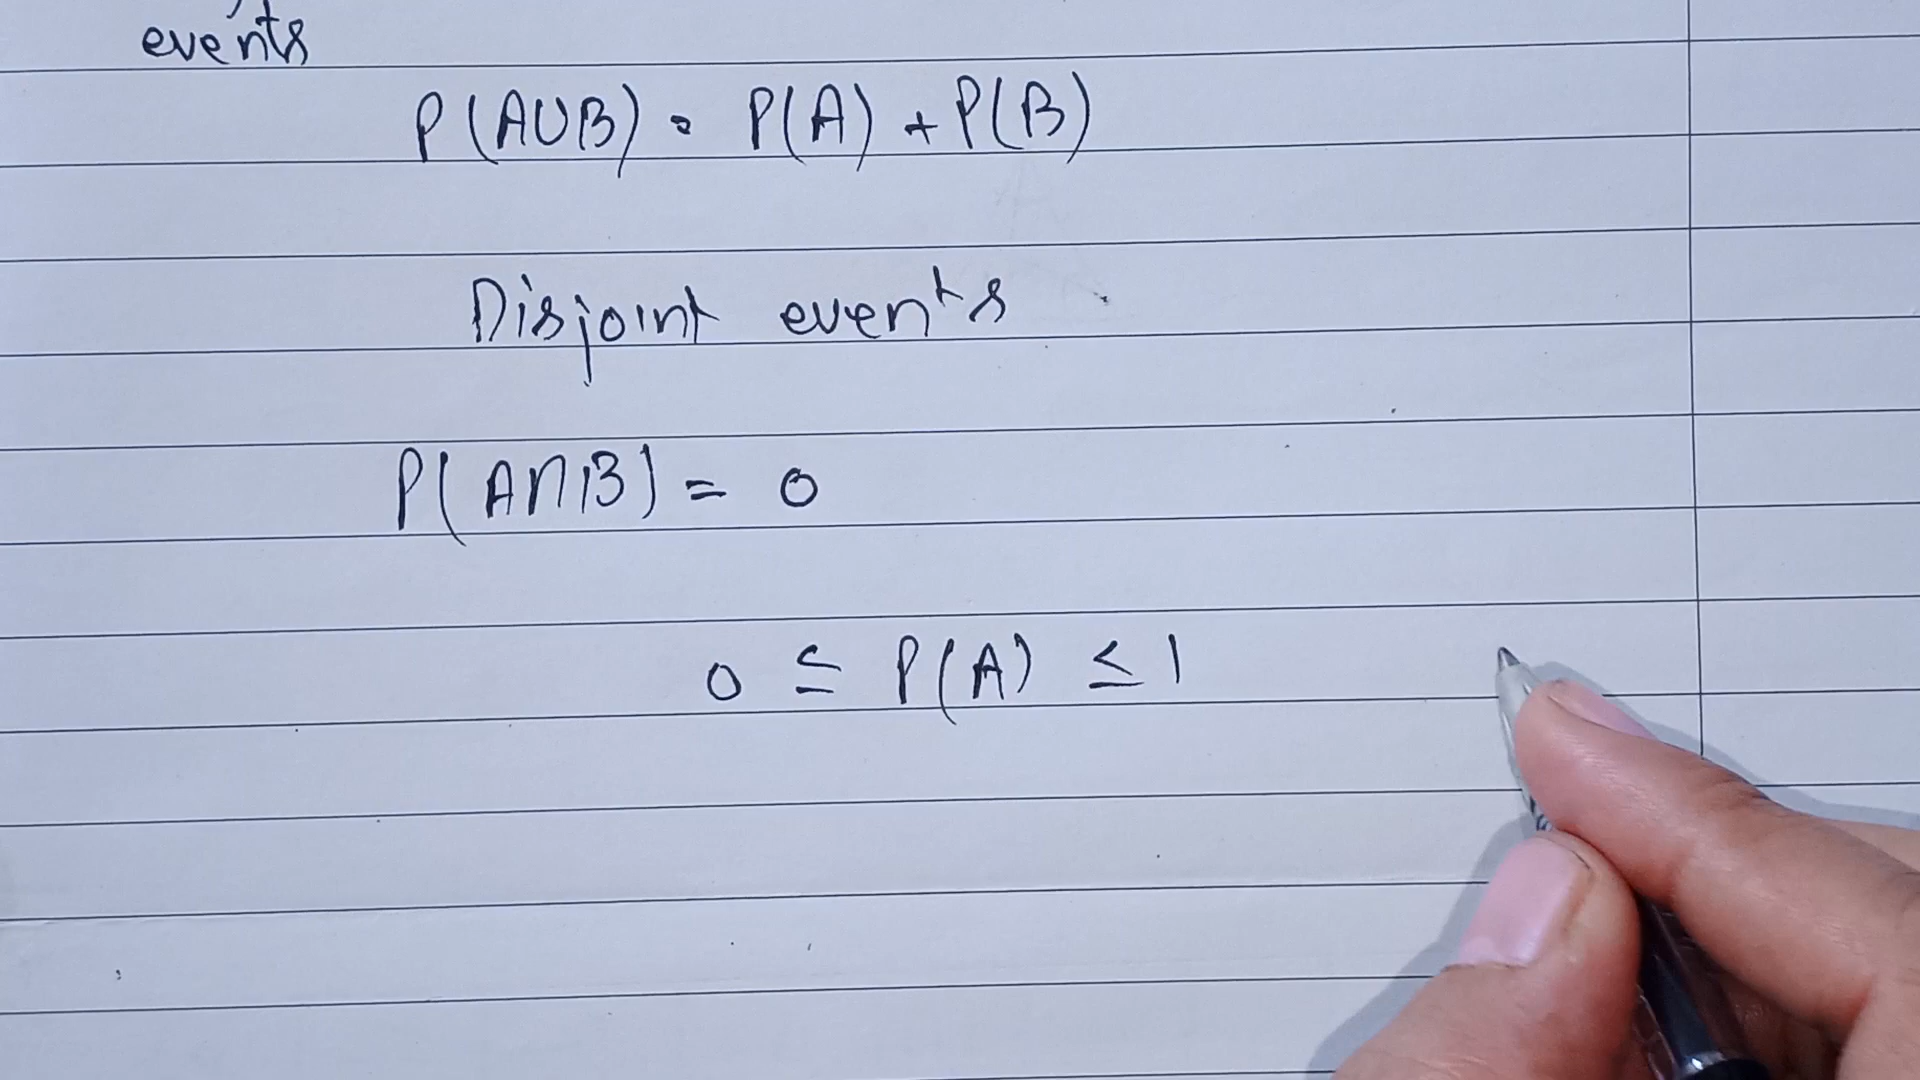 events
P(A∪B) = P(A) + P(B)
Disjoint events
P(A∩B) = 0
0 ≤ P(A) ≤ 1